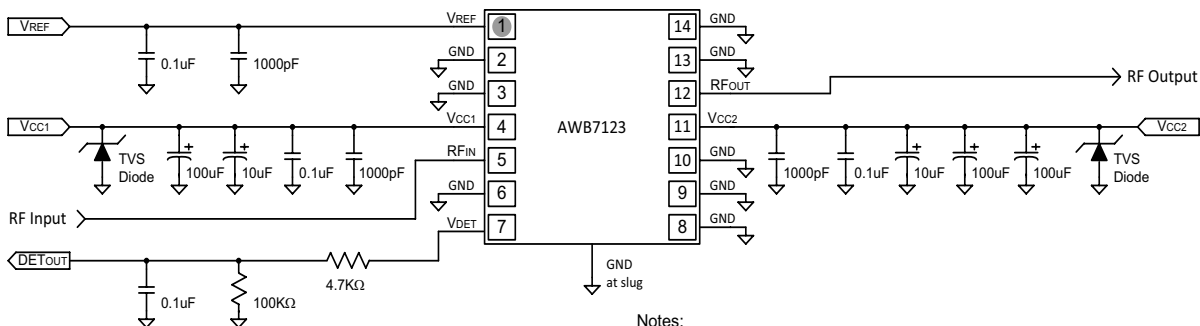 VREF
VREF
1
14
GND
0.1uF
1000pF
GND
2
13
GND
GND
3
12
RFOUT
RF Output
VCC1
VCC1
4
AWB7123
11
VCC2
VCC2
TVS
Diode
100uF
10uF
0.1uF
1000pF
RFIN
5
10
GND
1000pF
0.1uF
10uF
100uF
100uF
TVS
Diode
GND
6
9
GND
RF Input
VDET
7
8
GND
DETOUT
4.7KΩ
GND
at slug
0.1uF
100KΩ
Notes: